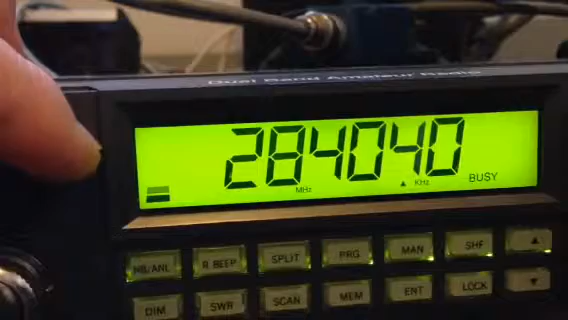 Dual Band Amateur Radio
284040
MHz ▲ KHz BUSY
NB/ANL R.BEEP SPLIT PRG MAN SHF ▲
DIM SWR SCAN MEM ENT LOCK ▼